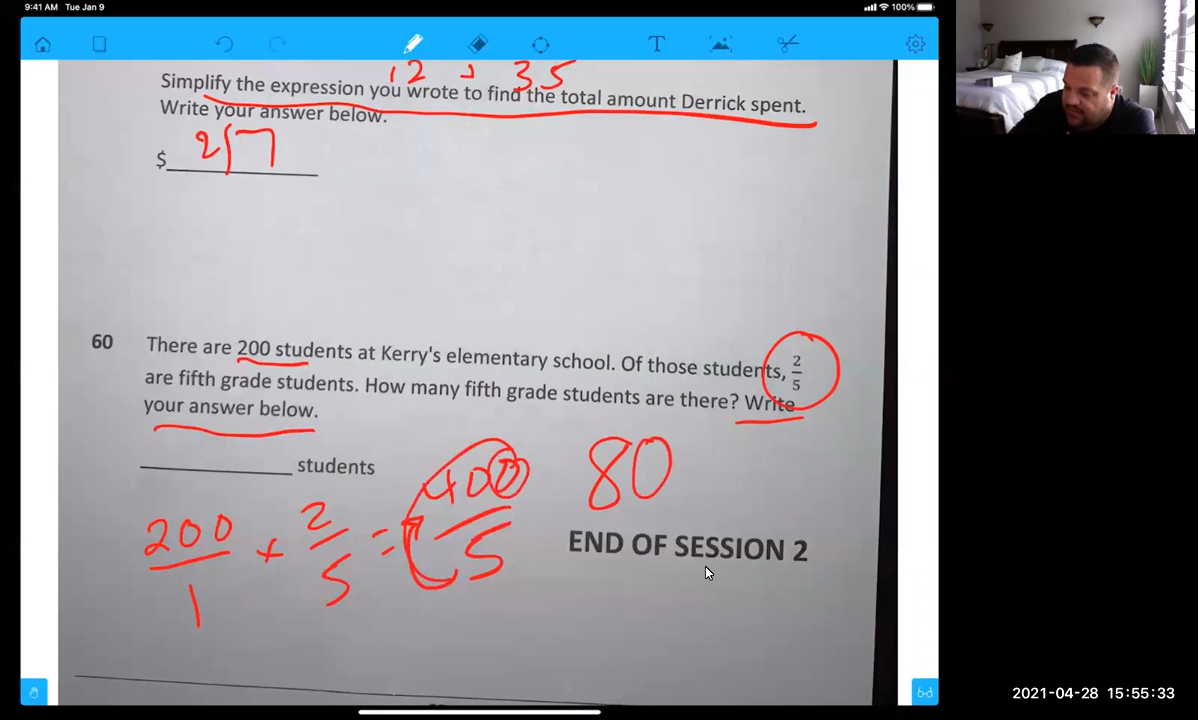 9:41 AM Tue Jan 9
100%
T
12 35
Simplify the expression you wrote to find the total amount Derrick spent.
Write your answer below.
$ 217
60 There are 200 students at Kerry's elementary school. Of those students, 2/5
are fifth grade students. How many fifth grade students are there? Write
your answer below.
students
400/5 80
200/1 × 2/5 =
END OF SESSION 2
2021-04-28 15:55:33